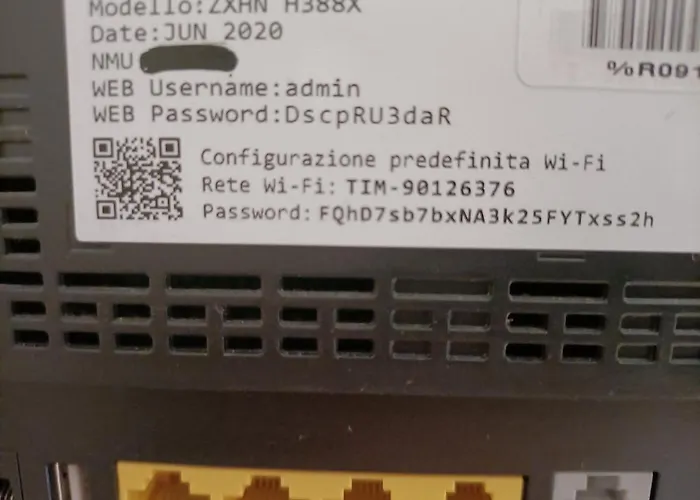 Modello:ZXHN H388X
Date:JUN 2020
NMU
WEB Username:admin
WEB Password:DscpRU3daR
Configurazione predefinita Wi-Fi
Rete Wi-Fi: TIM-90126376
Password: FQhD7sb7bxNA3k25FYTxss2h
%R091